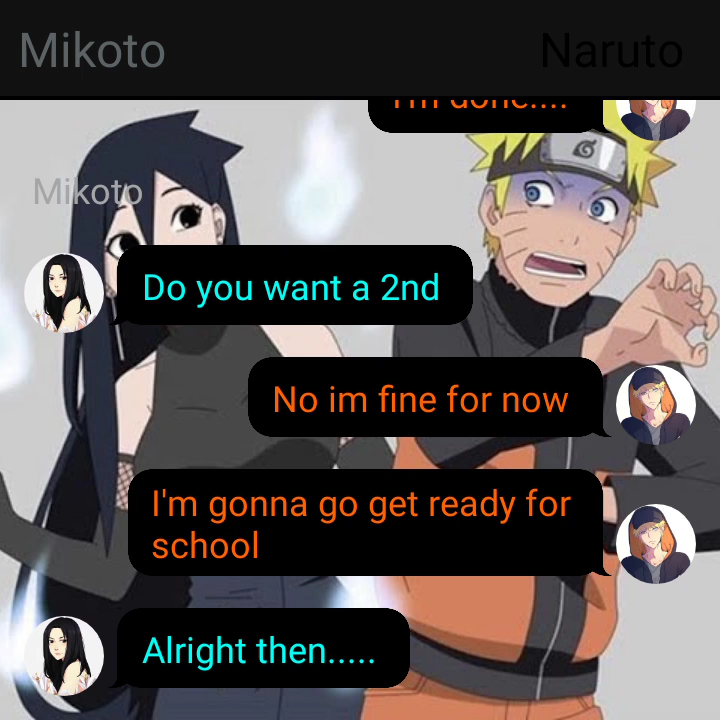 Mikoto
Naruto
I'm done....
Mikoto
Do you want a 2nd
No im fine for now
I'm gonna go get ready for
school
Alright then.....